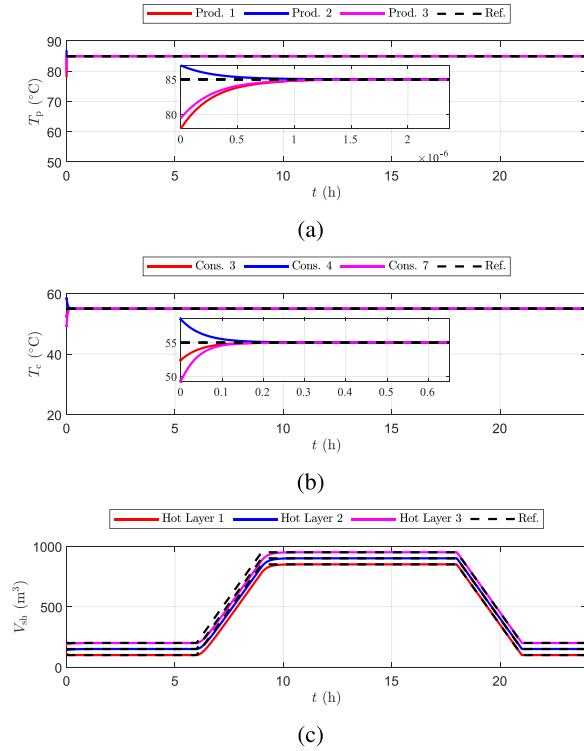 Prod. 1 Prod. 2 Prod. 3 Ref.
90
80
70
60
50
T_p (°C)
85
80
0 0.5 1 1.5 2
×10^-6
0 5 10 15 20
t (h)
(a)
Cons. 3 Cons. 4 Cons. 7 Ref.
60
40
20
T_c (°C)
55
50
0 0.1 0.2 0.3 0.4 0.5 0.6
0 5 10 15 20
t (h)
(b)
Hot Layer 1 Hot Layer 2 Hot Layer 3 Ref.
1000
500
0
V_sh (m³)
0 5 10 15 20
t (h)
(c)